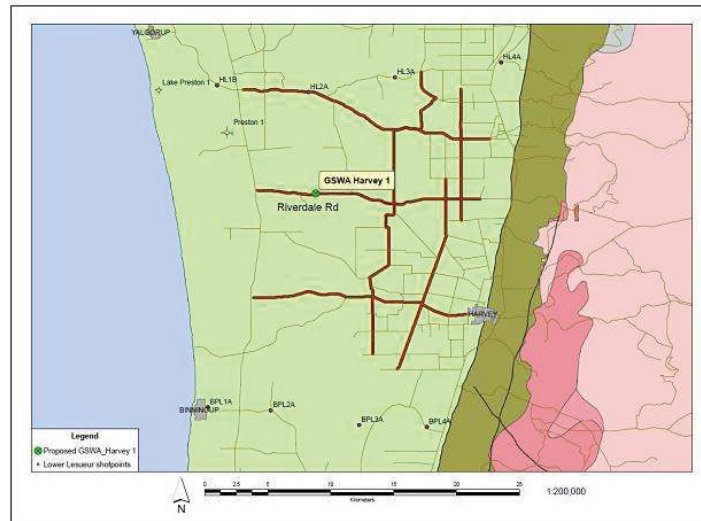 YALGORUP
Lake Preston 1
HL1B
HL2A
HL3A
HL4A
Preston 1
GSWA Harvey 1
Riverdale Rd
HARVEY
BINNINGUP
BPL1A
BPL2A
BPL3A
BPL4A
Legend
Proposed GSWA_Harvey 1
Lower Lesueur shotpoints
N
0 2.5 5 10 15 20 25
Kilometers
1:200,000